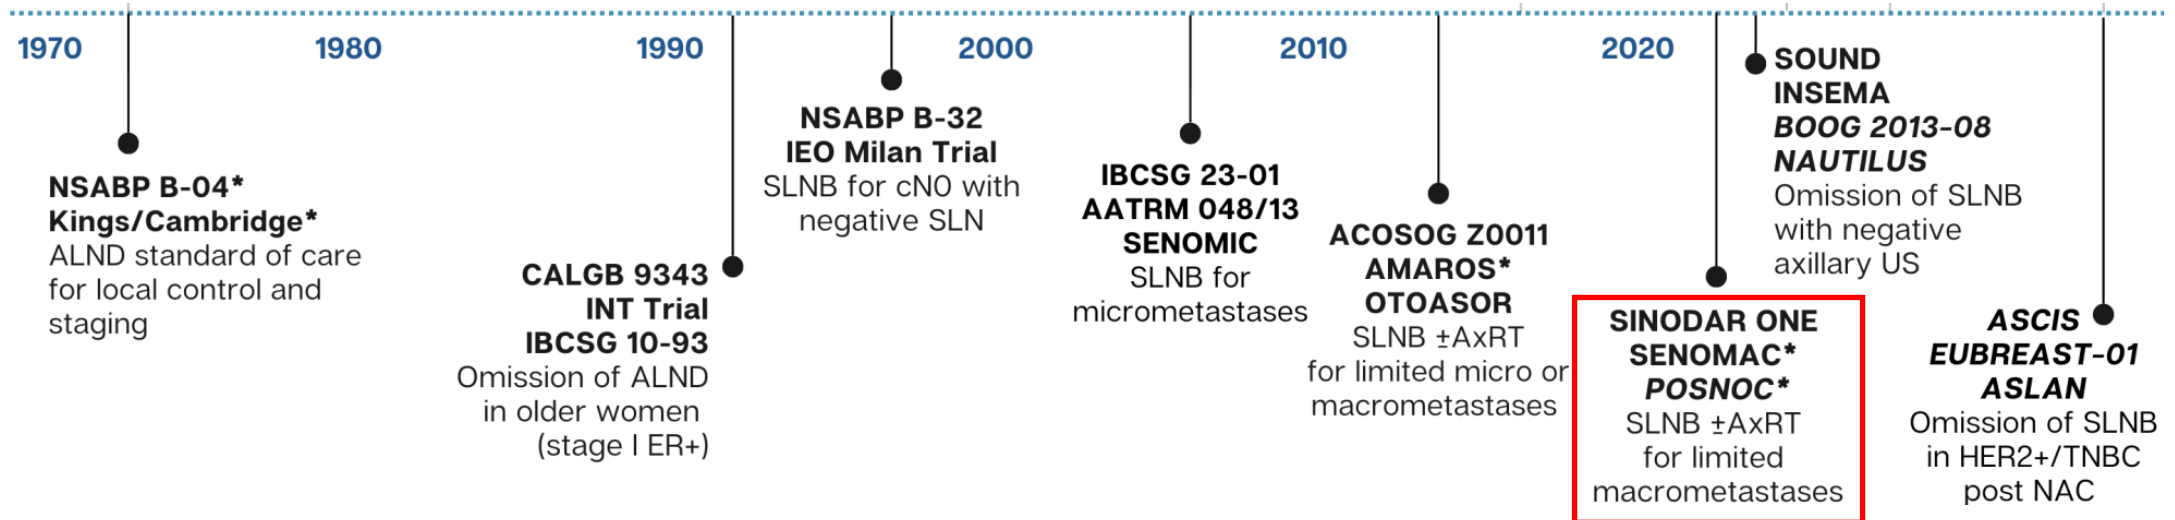 1970 1980 1990 2000 2010 2020
NSABP B-04*
Kings/Cambridge*
ALND standard of care
for local control and
staging
CALGB 9343
INT Trial
IBCSG 10-93
Omission of ALND
in older women
(stage I ER+)
NSABP B-32
IEO Milan Trial
SLNB for cN0 with
negative SLN
IBCSG 23-01
AATRM 048/13
SENOMIC
SLNB for
micrometastases
ACOSOG Z0011
AMAROS*
OTOASOR
SLNB ±AxRT
for limited micro or
macrometastases
SINODAR ONE
SENOMAC*
POSNOC*
SLNB ±AxRT
for limited
macrometastases
SOUND
INSEMA
BOOG 2013-08
NAUTILUS
Omission of SLNB
with negative
axillary US
ASCIS
EUBREAST-01
ASLAN
Omission of SLNB
in HER2+/TNBC
post NAC